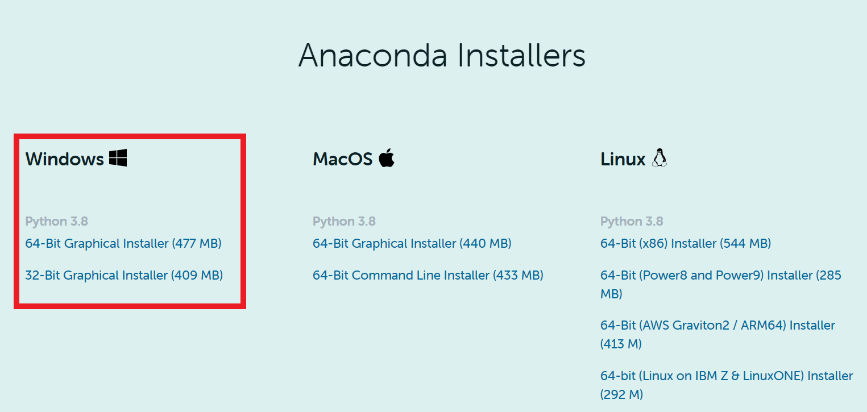 Anaconda Installers
Windows
Python 3.8
64-Bit Graphical Installer (477 MB)
32-Bit Graphical Installer (409 MB)
MacOS
Python 3.8
64-Bit Graphical Installer (440 MB)
64-Bit Command Line Installer (433 MB)
Linux
Python 3.8
64-Bit (x86) Installer (544 MB)
64-Bit (Power8 and Power9) Installer (285
MB)
64-Bit (AWS Graviton2 / ARM64) Installer
(413 M)
64-bit (Linux on IBM Z & LinuxONE) Installer
(292 M)